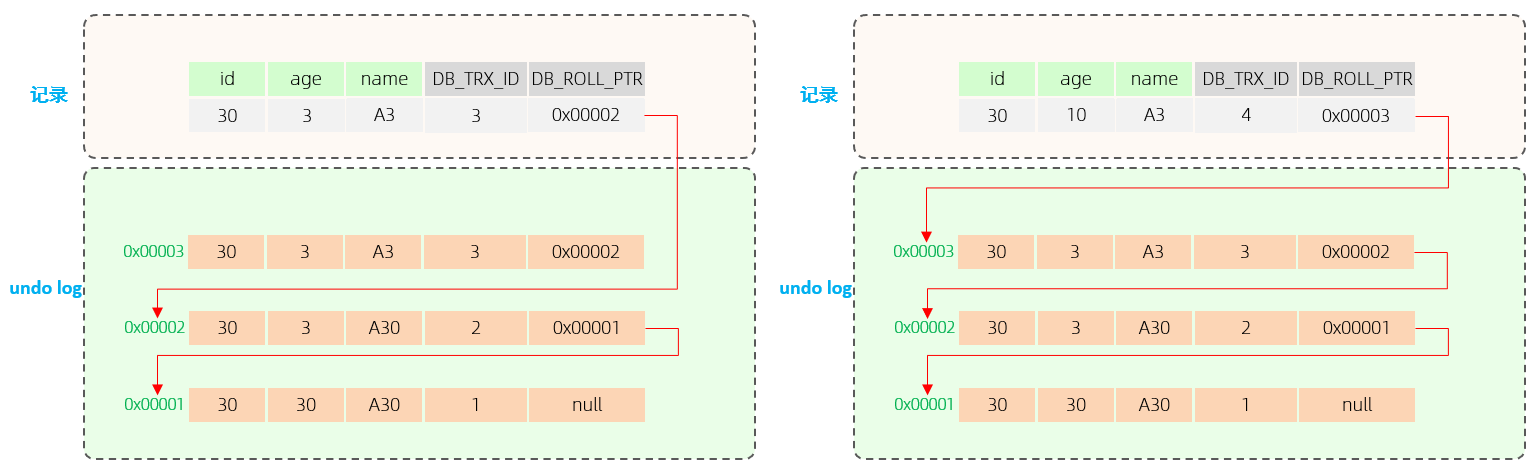 id age name DB_TRX_ID DB_ROLL_PTR
记录
30 3 A3 3 0x00002
0x00003 30 3 A3 3 0x00002
undo log
0x00002 30 3 A30 2 0x00001
0x00001 30 30 A30 1 null
id age name DB_TRX_ID DB_ROLL_PTR
记录
30 10 A3 4 0x00003
0x00003 30 3 A3 3 0x00002
undo log
0x00002 30 3 A30 2 0x00001
0x00001 30 30 A30 1 null